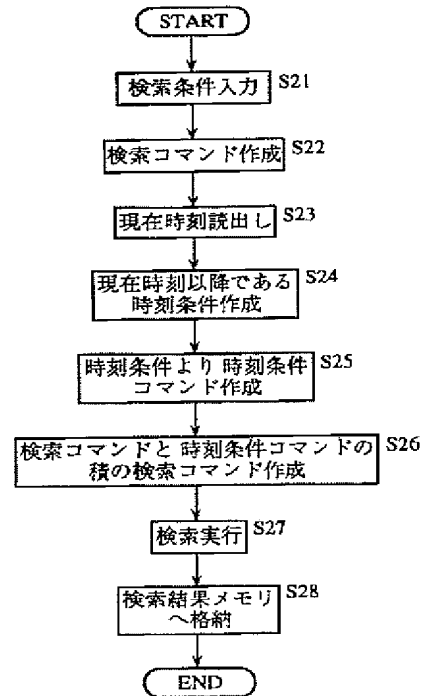 START
検索条件入力 S21
検索コマンド作成 S22
現在時刻読出し S23
現在時刻以降である S24
時刻条件作成
時刻条件より時刻条件 S25
コマンド作成
検索コマンドと時刻条件コマンドの S26
積の検索コマンド作成
検索実行 S27
検索結果メモリ S28
へ格納
END